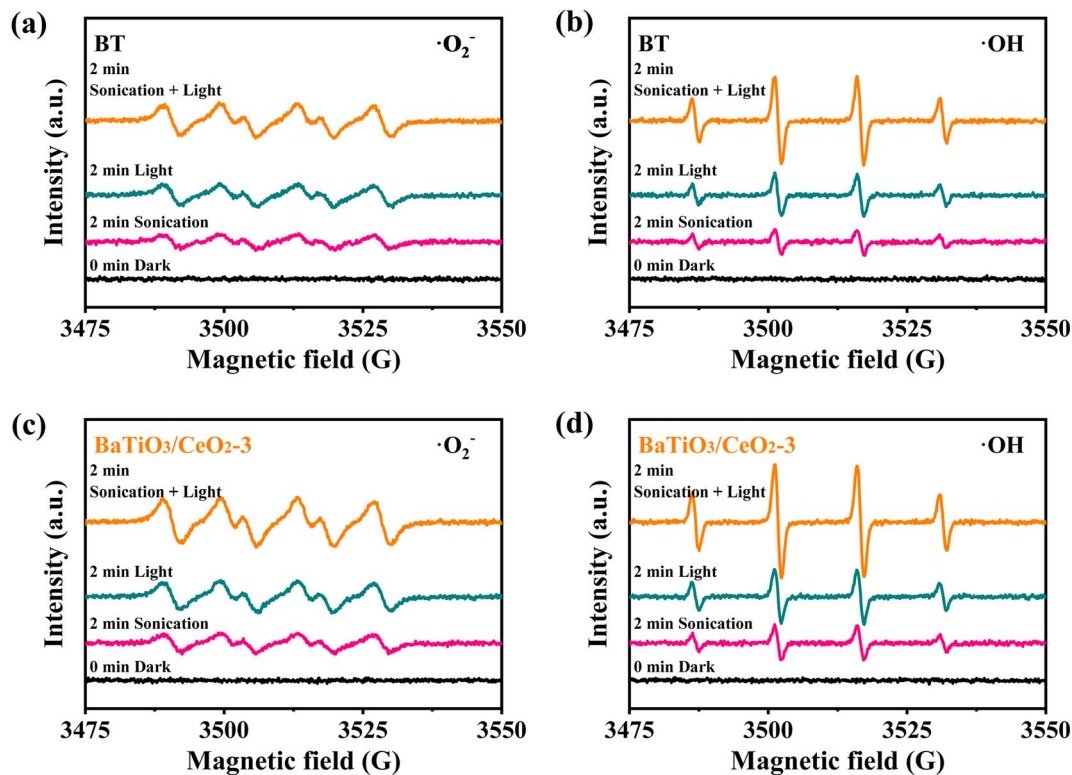 (a)
BT
·O₂⁻
2 min
Sonication + Light
2 min Light
2 min Sonication
0 min Dark
Intensity (a.u.)
3475 3500 3525 3550
Magnetic field (G)
(b)
BT
·OH
2 min
Sonication + Light
2 min Light
2 min Sonication
0 min Dark
Intensity (a.u.)
3475 3500 3525 3550
Magnetic field (G)
(c)
BaTiO₃/CeO₂-3
·O₂⁻
2 min
Sonication + Light
2 min Light
2 min Sonication
0 min Dark
Intensity (a.u.)
3475 3500 3525 3550
Magnetic field (G)
(d)
BaTiO₃/CeO₂-3
·OH
2 min
Sonication + Light
2 min Light
2 min Sonication
0 min Dark
Intensity (a.u.)
3475 3500 3525 3550
Magnetic field (G)